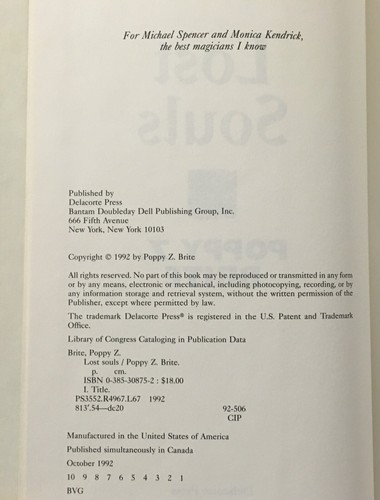 For Michael Spencer and Monica Kendrick,
the best magicians I know
Lost
Souls
POPPY Z.
Published by
Delacorte Press
Bantam Doubleday Dell Publishing Group, Inc.
666 Fifth Avenue
New York, New York 10103
Copyright © 1992 by Poppy Z. Brite
All rights reserved. No part of this book may be reproduced or transmitted in any form
or by any means, electronic or mechanical, including photocopying, recording, or by
any information storage and retrieval system, without the written permission of the
Publisher, except where permitted by law.
The trademark Delacorte Press® is registered in the U.S. Patent and Trademark
Office.
Library of Congress Cataloging in Publication Data
Brite, Poppy Z.
Lost souls / Poppy Z. Brite.
p. cm.
ISBN 0-385-30875-2 : $18.00
I. Title.
PS3552.R4967.L67 1992
813'.54—dc20 92-506
CIP
Manufactured in the United States of America
Published simultaneously in Canada
October 1992
10 9 8 7 6 5 4 3 2 1
BVG